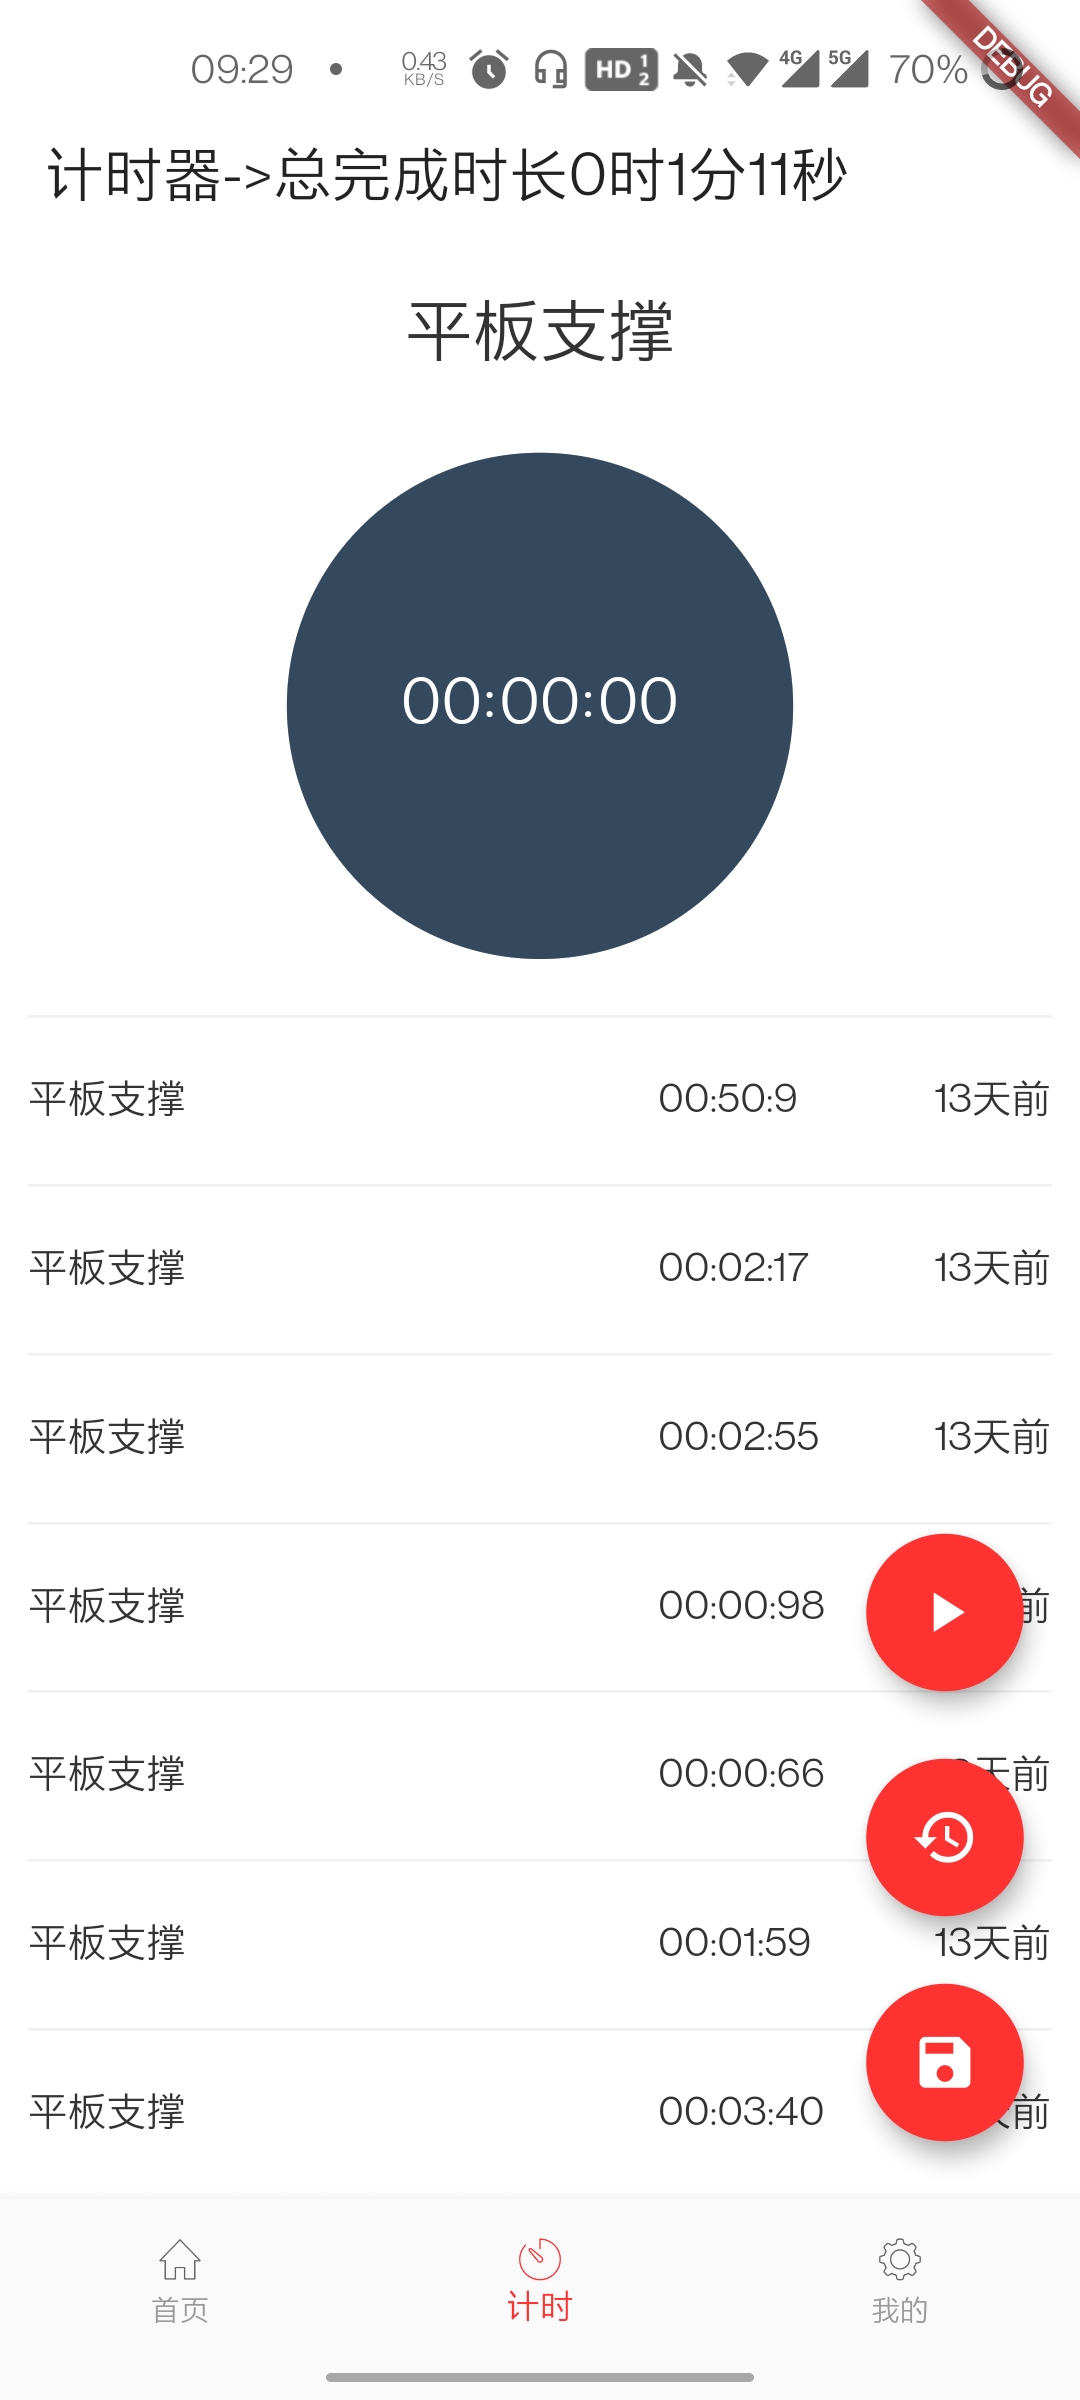 09:29 • 0.43 KB/S HD 1 2 4G 5G 70%
DEBUG
计时器->总完成时长0时1分11秒
平板支撑
00:00:00
平板支撑 00:50:9 13天前
平板支撑 00:02:17 13天前
平板支撑 00:02:55 13天前
平板支撑 00:00:98 前
平板支撑 00:00:66 天前
平板支撑 00:01:59 13天前
平板支撑 00:03:40 前
首页 计时 我的